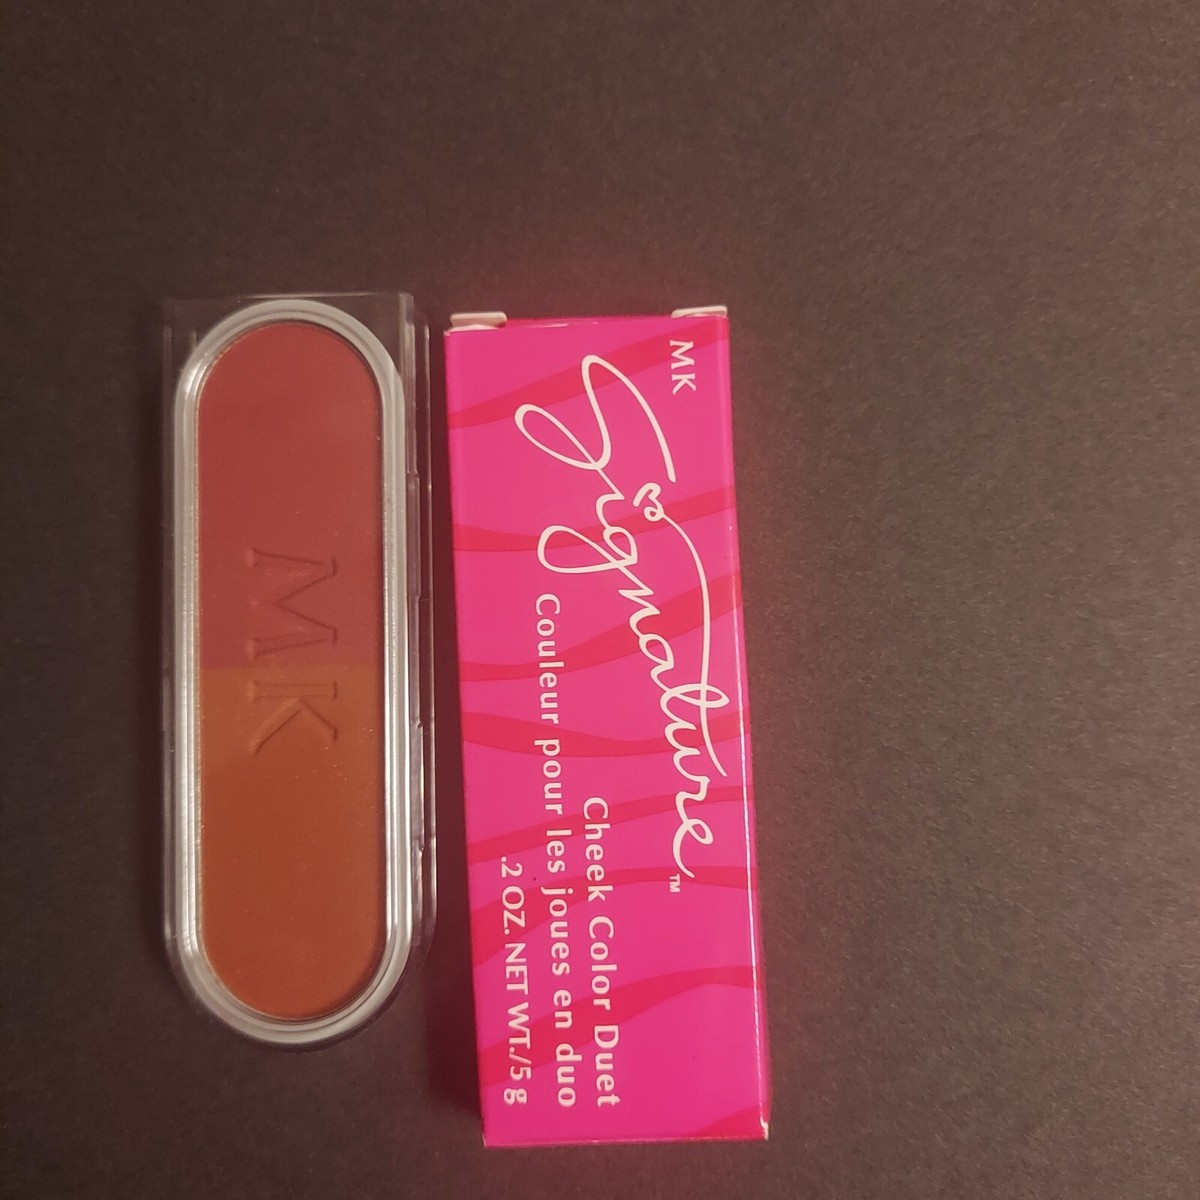 MK
MK
Signature™
Cheek Color Duet
Couleur pour les joues en duo
.2 OZ. NET WT./5 g